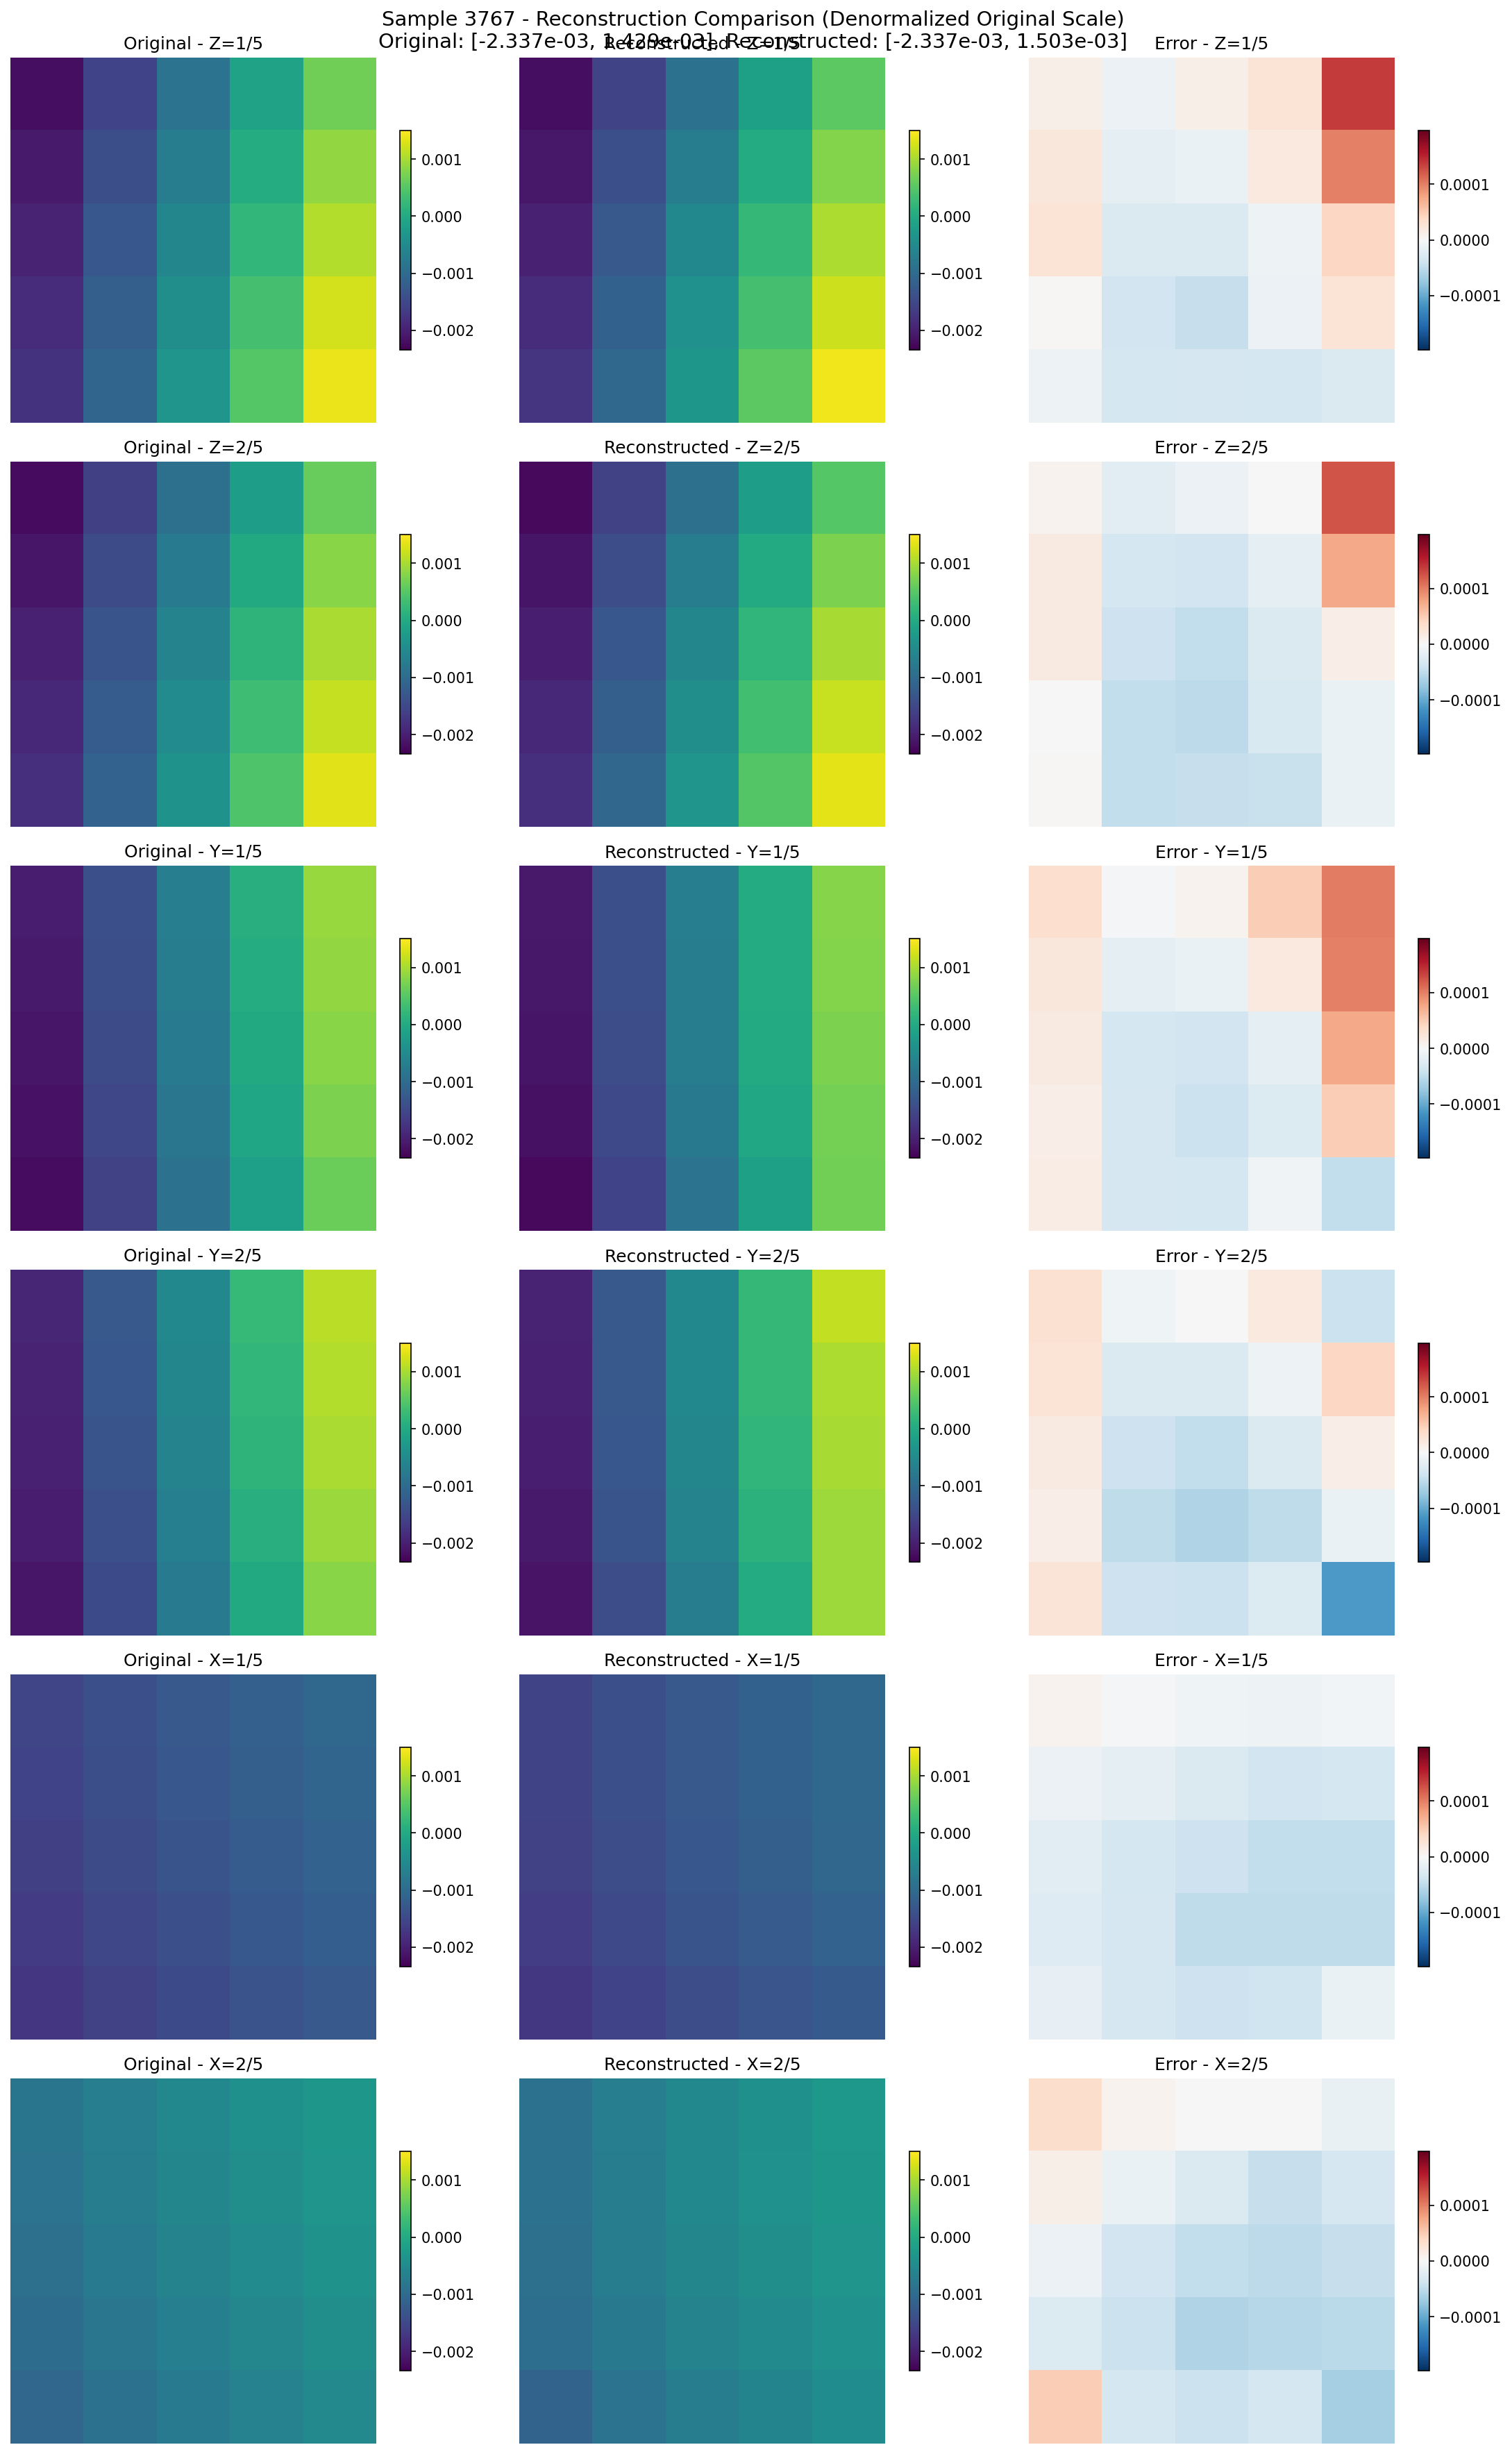 Sample 3767 - Reconstruction Comparison (Denormalized Original Scale)
Original: [-2.337e-03, 1.429e-03], Reconstructed: [-2.337e-03, 1.503e-03]
Original - Z=1/5 Reconstructed - Z=1/5 Error - Z=1/5
0.001 0.001 0.0001
0.000 0.000 0.0000
−0.001 −0.001 −0.0001
−0.002 −0.002
Original - Z=2/5 Reconstructed - Z=2/5 Error - Z=2/5
0.001 0.001 0.0001
0.000 0.000 0.0000
−0.001 −0.001 −0.0001
−0.002 −0.002
Original - Y=1/5 Reconstructed - Y=1/5 Error - Y=1/5
0.001 0.001 0.0001
0.000 0.000 0.0000
−0.001 −0.001 −0.0001
−0.002 −0.002
Original - Y=2/5 Reconstructed - Y=2/5 Error - Y=2/5
0.001 0.001 0.0001
0.000 0.000 0.0000
−0.001 −0.001 −0.0001
−0.002 −0.002
Original - X=1/5 Reconstructed - X=1/5 Error - X=1/5
0.001 0.001 0.0001
0.000 0.000 0.0000
−0.001 −0.001 −0.0001
−0.002 −0.002
Original - X=2/5 Reconstructed - X=2/5 Error - X=2/5
0.001 0.001 0.0001
0.000 0.000 0.0000
−0.001 −0.001 −0.0001
−0.002 −0.002